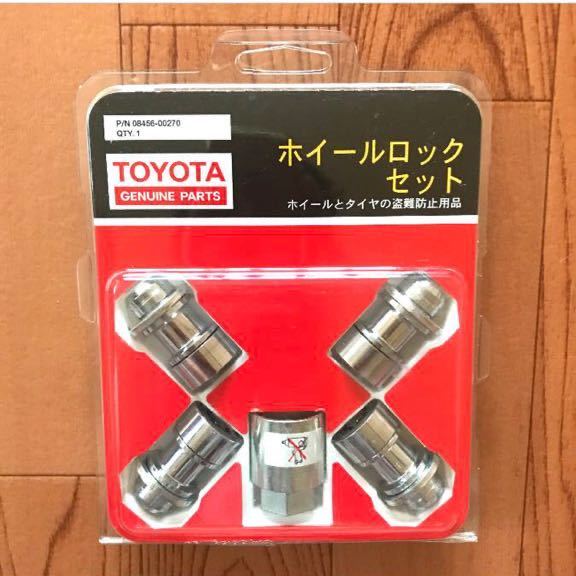 P/N 08456-00270
QTY. 1
TOYOTA
GENUINE PARTS
ホイールロック
セット
ホイールとタイヤの盗難防止用品